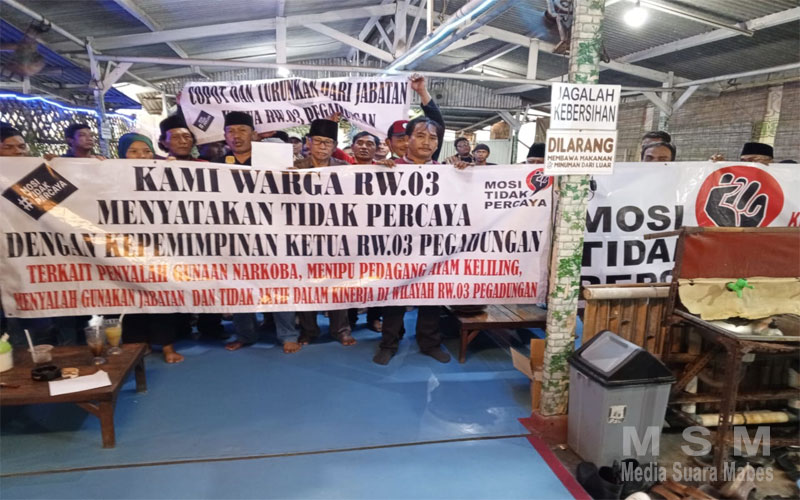 COPOT DAN TURUNKAN DARI JABATAN
KETUA RW.03, PEGADUNGAN
JAGALAH
KEBERSIHAN
DILARANG
MEMBAWA MAKANAN
MINUMAN DARI LUAR
#MOSI
TIDAK
PERCAYA
KAMI WARGA RW.03
MENYATAKAN TIDAK PERCAYA
DENGAN KEPEMIMPINAN KETUA RW.03 PEGADUNGAN
TERKAIT PENYALAH GUNAAN NARKOBA, MENIPU PEDAGANG AYAM KELILING,
MENYALAH GUNAKAN JABATAN DAN TIDAK AKTIF DALAM KINERJA DI WILAYAH RW.03 PEGADUNGAN
MOSI
TIDAK
PERCAYA
MOSI
TIDAK
PERCAYA
MSM
Media Suara Mabes